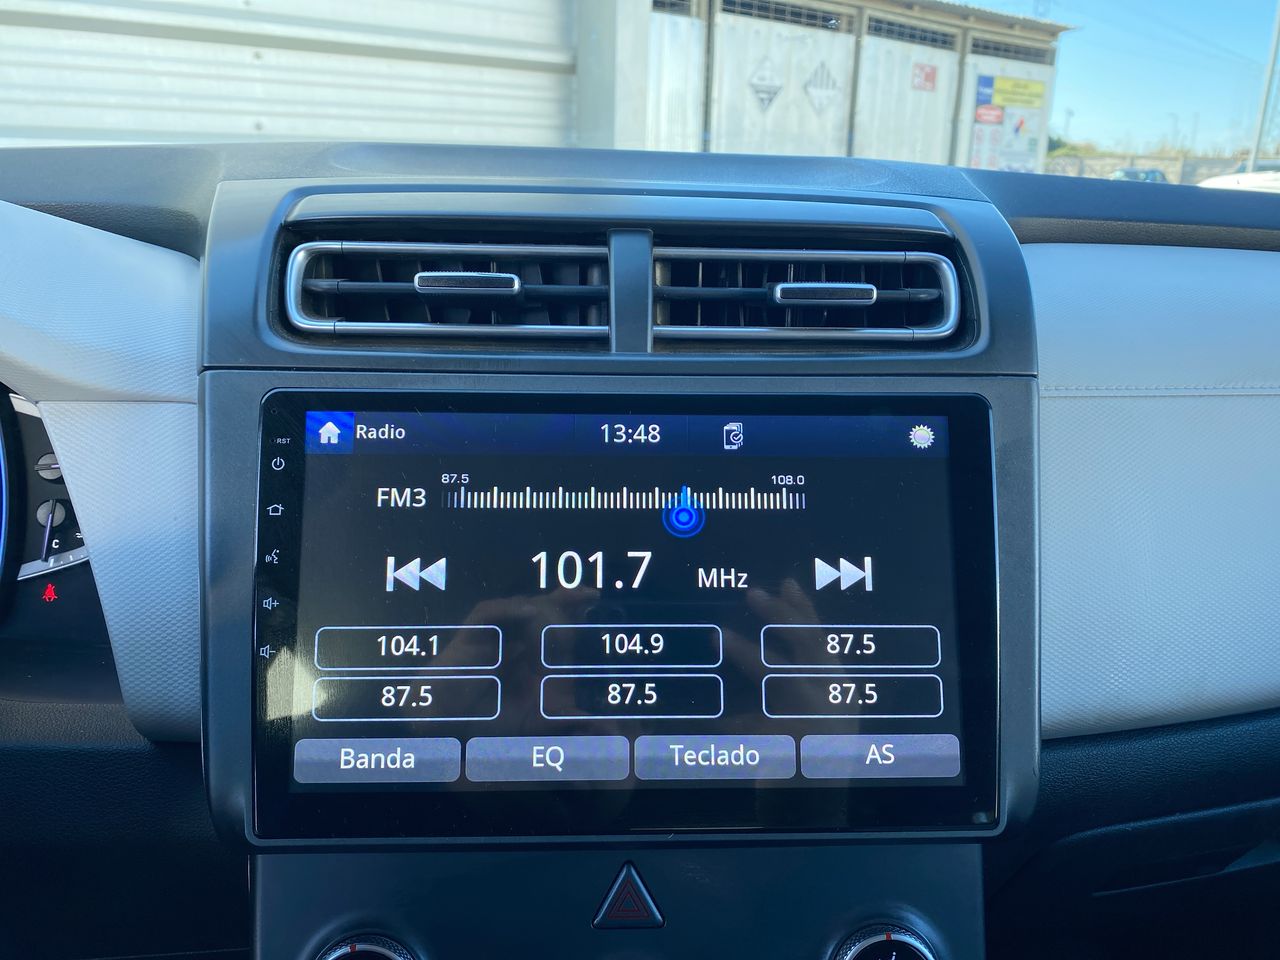 RST
Radio
13:48
87.5
108.0
FM3
101.7 MHz
104.1
104.9
87.5
87.5
87.5
87.5
Banda
EQ
Teclado
AS
C